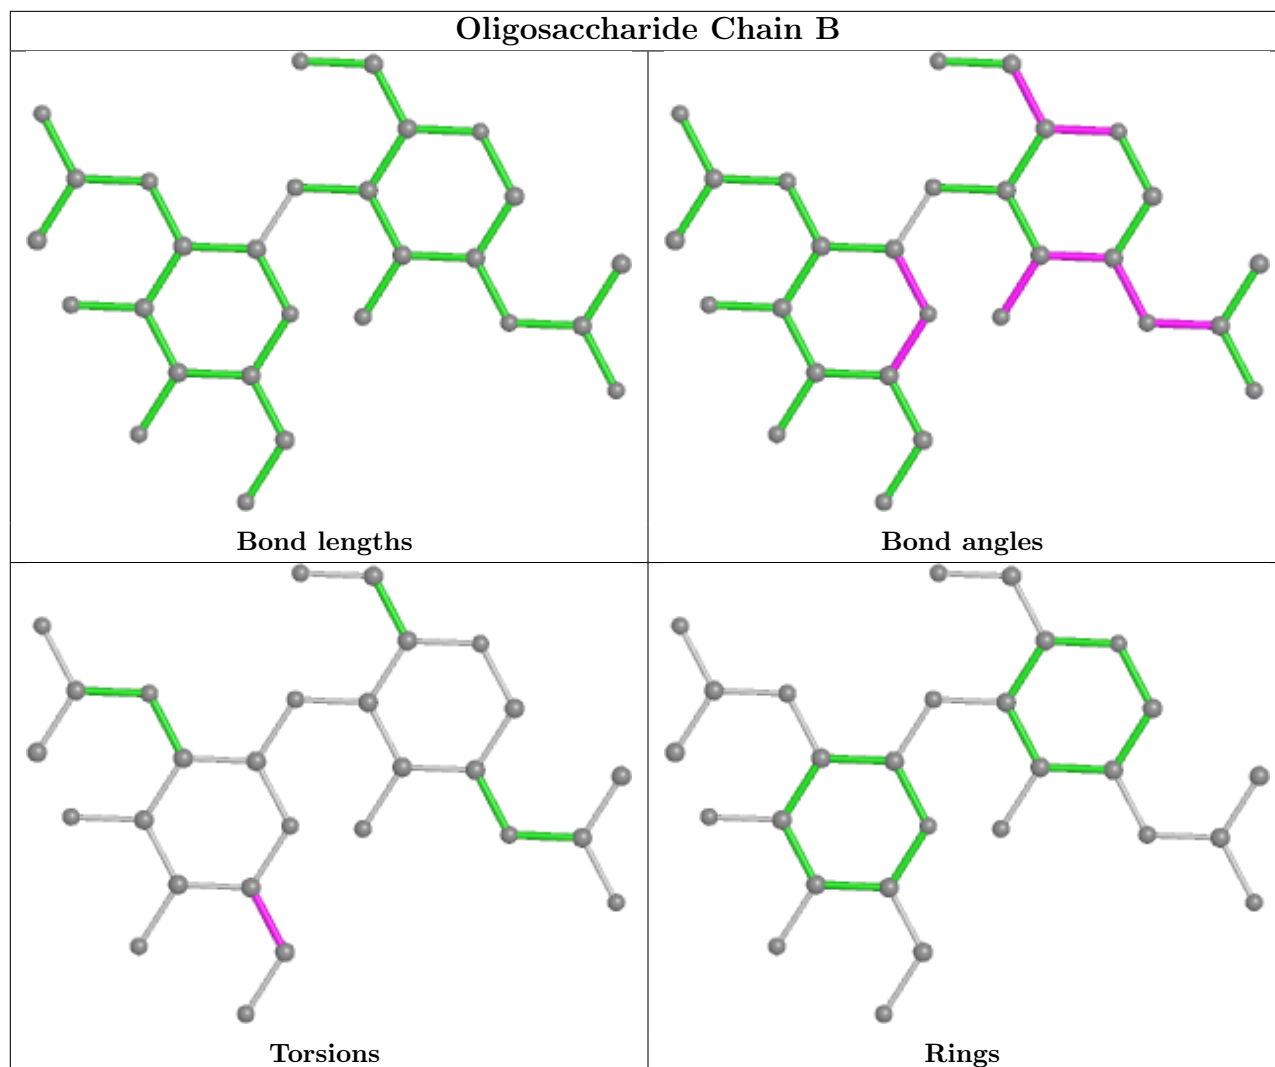 Oligosaccharide Chain B
Bond lengths
Bond angles
Torsions
Rings